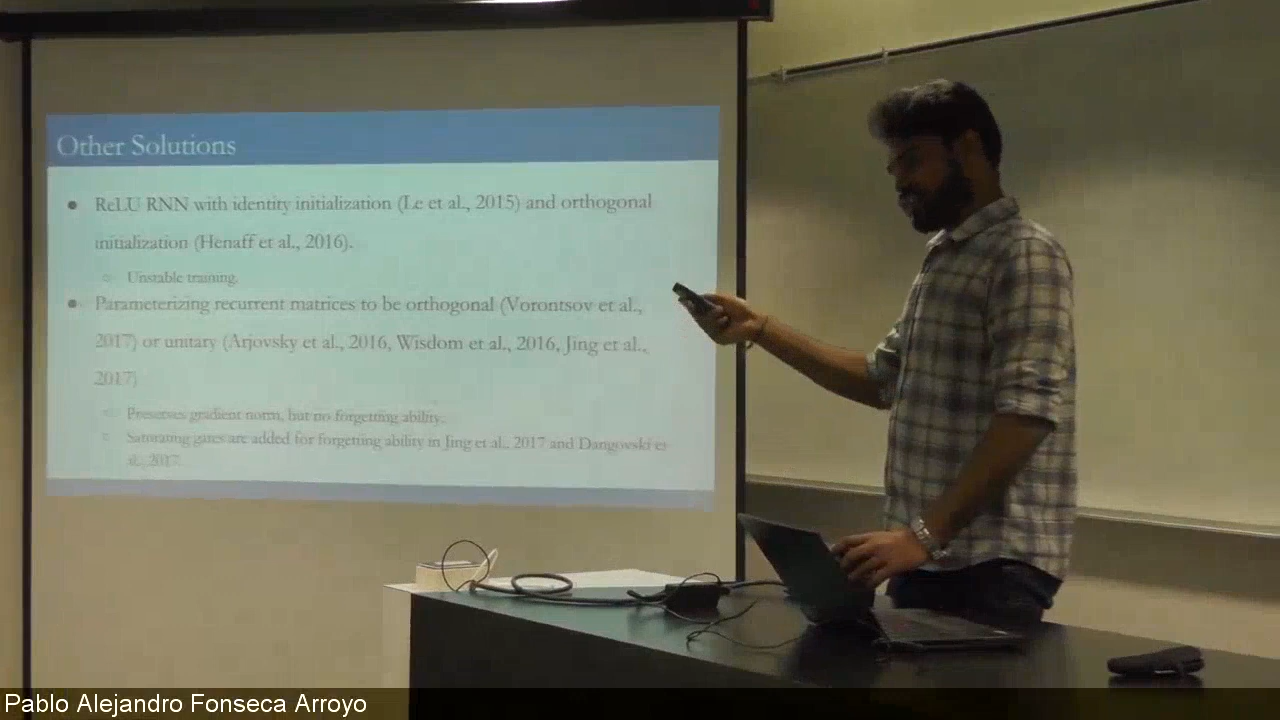 Other Solutions
● ReLU RNN with identity initialization (Le et al., 2015) and orthogonal
initialization (Henaff et al., 2016).
○ Unstable training.
● Parameterizing recurrent matrices to be orthogonal (Vorontsov et al.,
2017) or unitary (Arjovsky et al., 2016, Wisdom et al., 2016, Jing et al.,
2017)
○ Preserves gradient norm, but no forgetting ability.
○ Saturating gates are added for forgetting ability in Jing et al., 2017 and Dangovski et
al., 2017.
Pablo Alejandro Fonseca Arroyo